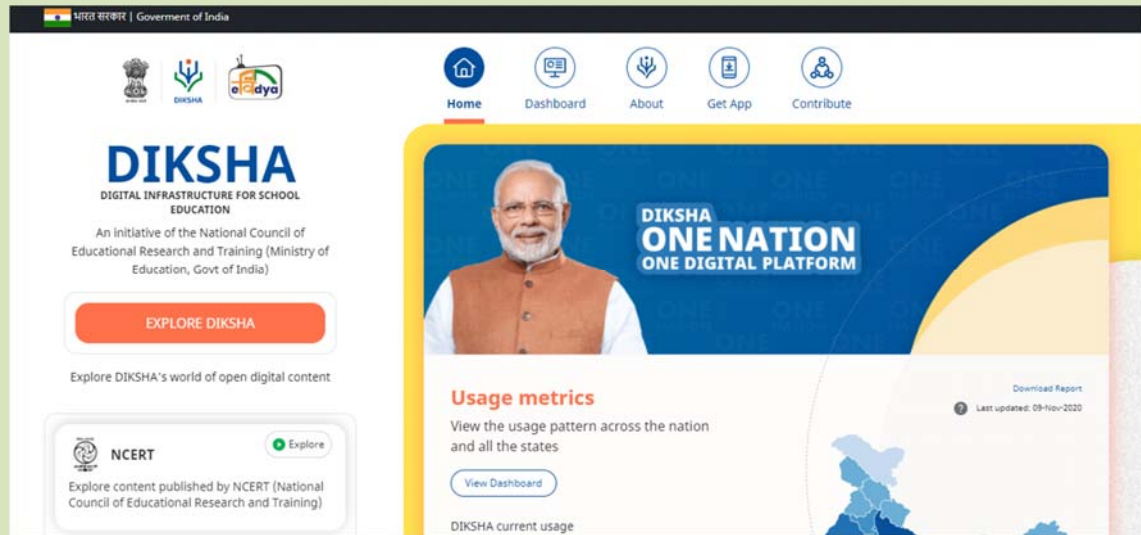 भारत सरकार | Goverment of India
DIKSHA
Home
Dashboard
About
Get App
Contribute
DIKSHA
DIGITAL INFRASTRUCTURE FOR SCHOOL
EDUCATION
An initiative of the National Council of
Educational Research and Training (Ministry of
Education, Govt of India)
EXPLORE DIKSHA
Explore DIKSHA's world of open digital content
NCERT
Explore
Explore content published by NCERT (National
Council of Educational Research and Training)
DIKSHA
ONE NATION
ONE DIGITAL PLATFORM
Usage metrics
View the usage pattern across the nation
and all the states
View Dashboard
DIKSHA current usage
Download Report
? Last updated: 09-Nov-2020